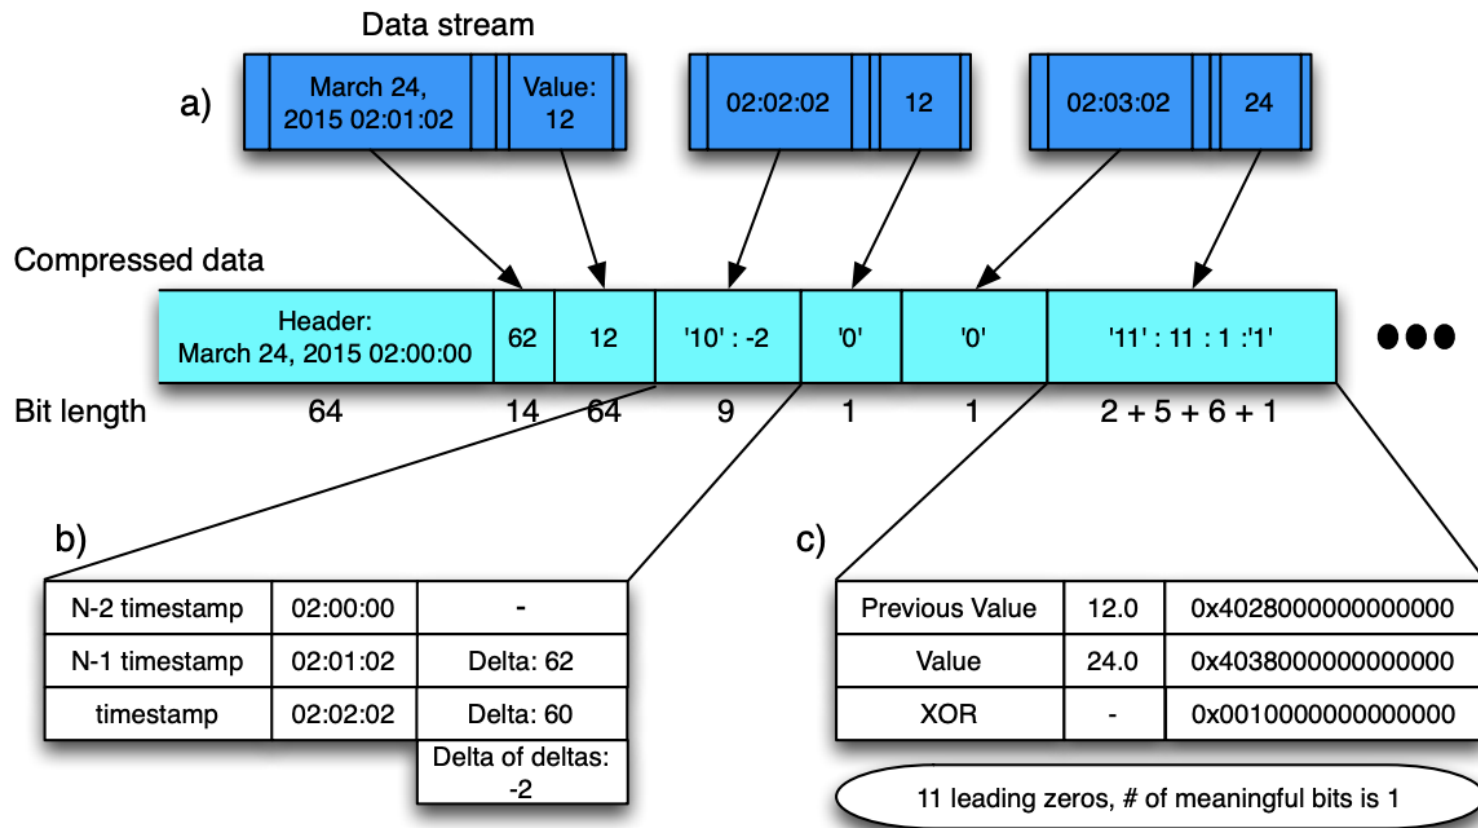 Data stream
a)
March 24,
2015 02:01:02
Value:
12
02:02:02
12
02:03:02
24
Compressed data
Header:
March 24, 2015 02:00:00
62
12
'10' : -2
'0'
'0'
'11' : 11 : 1 :'1'
Bit length
64
14
64
9
1
1
2 + 5 + 6 + 1
b)
N-2 timestamp 02:00:00 -
N-1 timestamp 02:01:02 Delta: 62
timestamp 02:02:02 Delta: 60
Delta of deltas:
-2
c)
Previous Value 12.0 0x4028000000000000
Value 24.0 0x4038000000000000
XOR - 0x0010000000000000
11 leading zeros, # of meaningful bits is 1